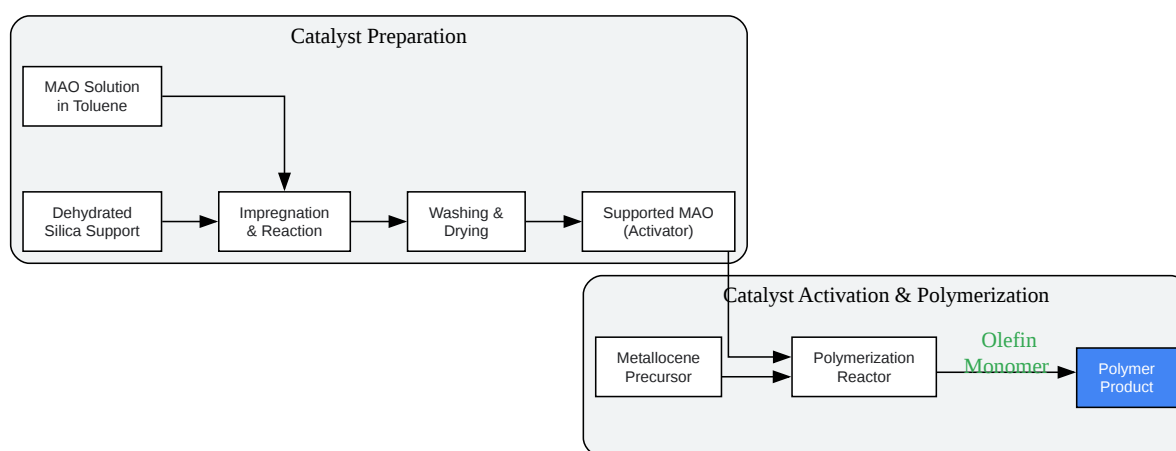 Catalyst Preparation
MAO Solution
in Toluene
Dehydrated
Silica Support
Impregnation
& Reaction
Washing &
Drying
Supported MAO
(Activator)
Catalyst Activation & Polymerization
Metallocene
Precursor
Polymerization
Reactor
Olefin
Monomer
Polymer
Product